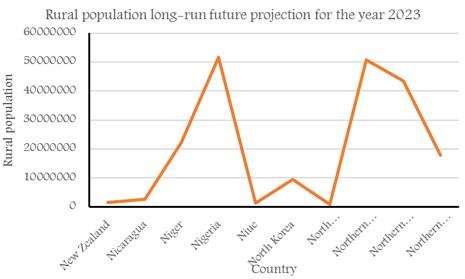 Rural population long-run future projection for the year 2023
60000000
50000000
40000000
30000000
20000000
10000000
0
Rural population
New Zealand
Nicaragua
Niger
Nigeria
Niue
North Korea
North...
Northern...
Northern...
Northern...
Country